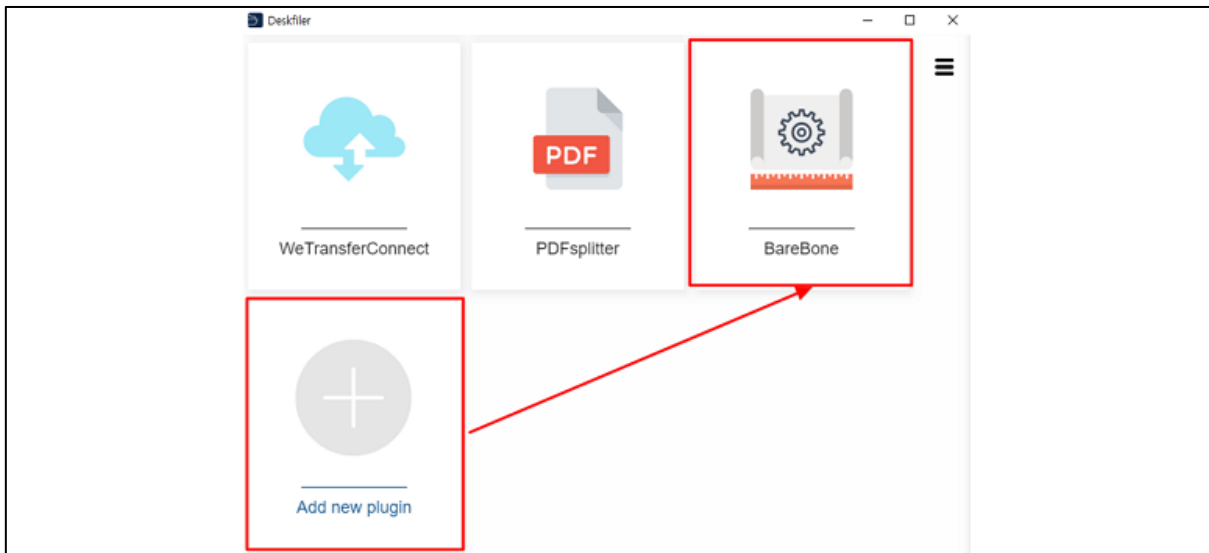 Deskfiler
PDF
WeTransferConnect
PDFsplitter
BareBone
Add new plugin